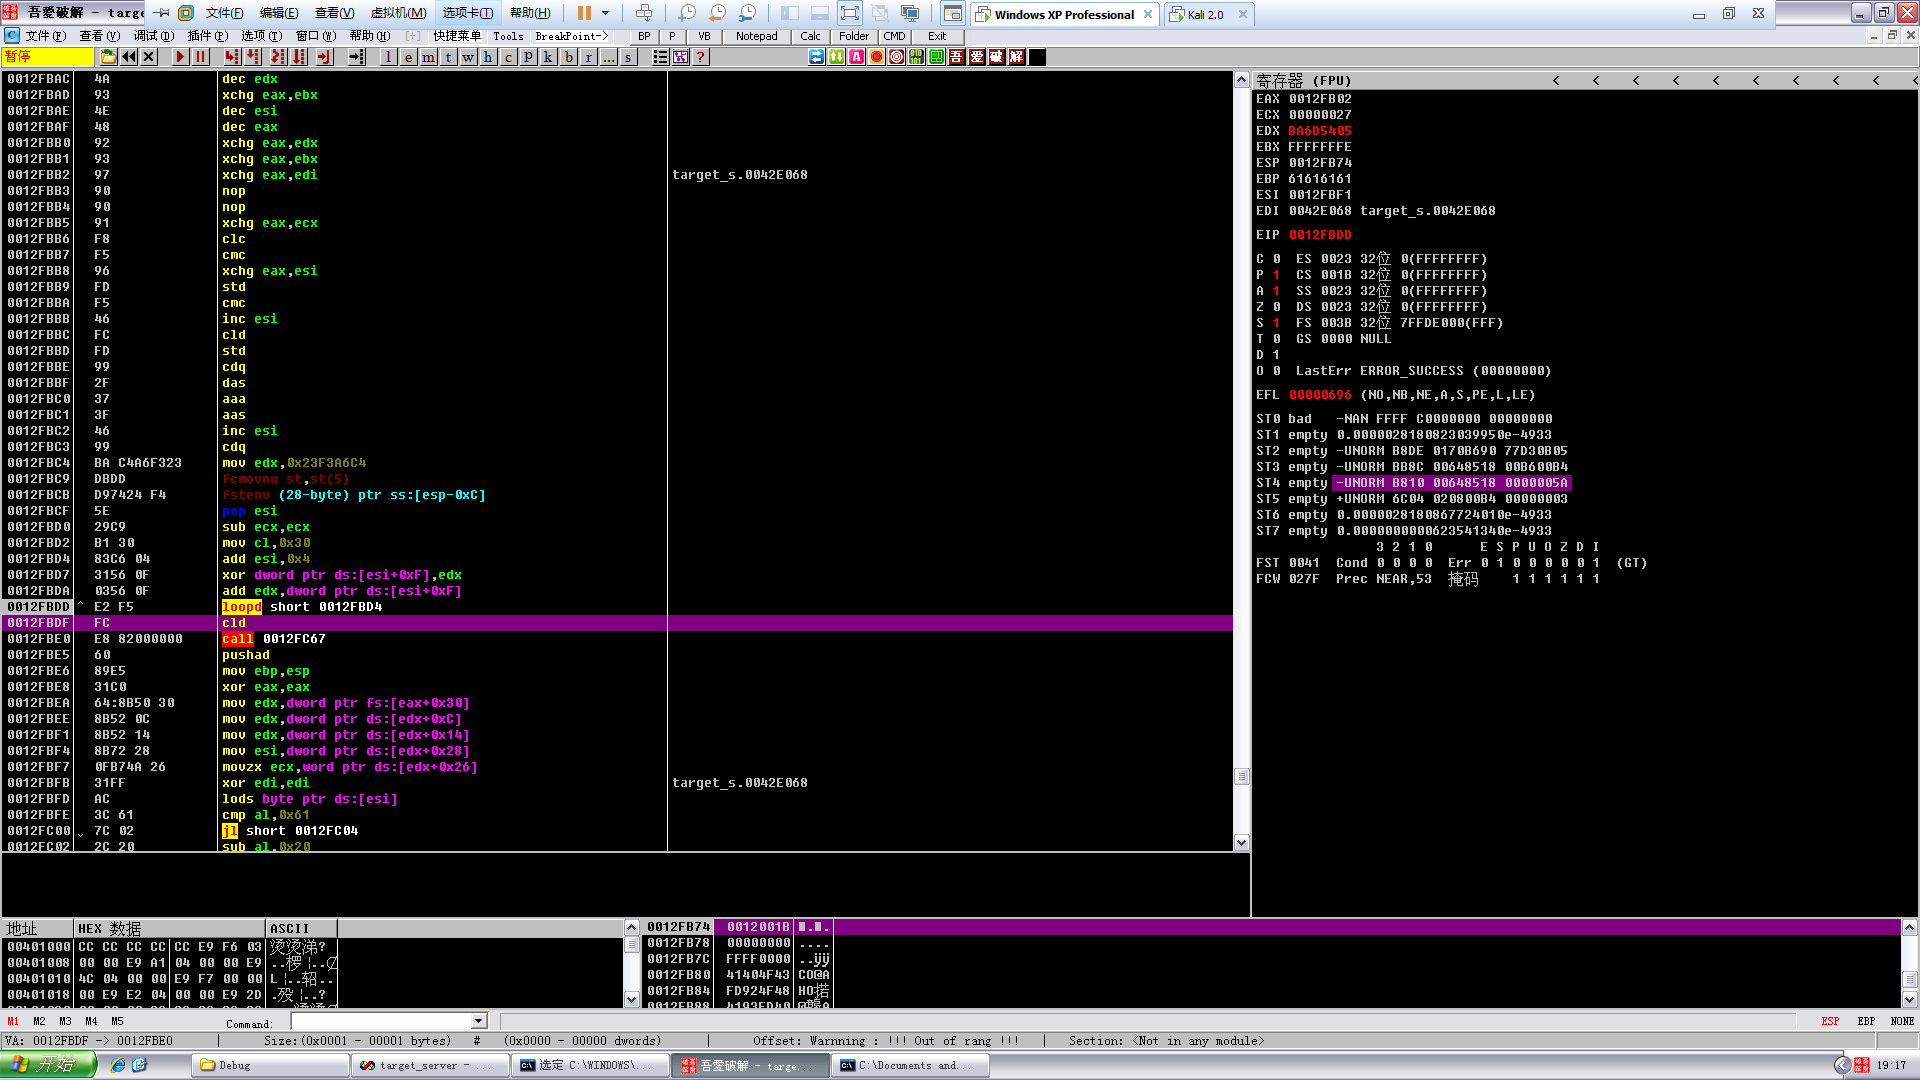 吾爱破解 - targe 文件(F) 编辑(E) 查看(V) 虚拟机(M) 选项卡(T) 帮助(H) Windows XP Professional × Kali 2.0 ×
C 文件(F) 查看(V) 调试(D) 插件(P) 选项(T) 窗口(W) 帮助(H) [+] 快捷菜单 Tools BreakPoint-> BP P VB Notepad Calc Folder CMD Exit
暂停 l e m t w h c p k b r ... s ? 吾 爱 破 解
0012FBAC 4A dec edx
0012FBAD 93 xchg eax,ebx
0012FBAE 4E dec esi
0012FBAF 48 dec eax
0012FBB0 92 xchg eax,edx
0012FBB1 93 xchg eax,ebx
0012FBB2 97 xchg eax,edi target_s.0042E068
0012FBB3 90 nop
0012FBB4 90 nop
0012FBB5 91 xchg eax,ecx
0012FBB6 F8 clc
0012FBB7 F5 cmc
0012FBB8 96 xchg eax,esi
0012FBB9 FD std
0012FBBA F5 cmc
0012FBBB 46 inc esi
0012FBBC FC cld
0012FBBD FD std
0012FBBE 99 cdq
0012FBBF 2F das
0012FBC0 37 aaa
0012FBC1 3F aas
0012FBC2 46 inc esi
0012FBC3 99 cdq
0012FBC4 BA C4A6F323 mov edx,0x23F3A6C4
0012FBC9 DBDD fcmovnu st,st(5)
0012FBCB D97424 F4 fstenv (28-byte) ptr ss:[esp-0xC]
0012FBCF 5E pop esi
0012FBD0 29C9 sub ecx,ecx
0012FBD2 B1 30 mov cl,0x30
0012FBD4 83C6 04 add esi,0x4
0012FBD7 3156 0F xor dword ptr ds:[esi+0xF],edx
0012FBDA 0356 0F add edx,dword ptr ds:[esi+0xF]
0012FBDD ^ E2 F5 loopd short 0012FBD4
0012FBDF FC cld
0012FBE0 E8 82000000 call 0012FC67
0012FBE5 60 pushad
0012FBE6 89E5 mov ebp,esp
0012FBE8 31C0 xor eax,eax
0012FBEA 64:8B50 30 mov edx,dword ptr fs:[eax+0x30]
0012FBEE 8B52 0C mov edx,dword ptr ds:[edx+0xC]
0012FBF1 8B52 14 mov edx,dword ptr ds:[edx+0x14]
0012FBF4 8B72 28 mov esi,dword ptr ds:[edx+0x28]
0012FBF7 0FB74A 26 movzx ecx,word ptr ds:[edx+0x26]
0012FBFB 31FF xor edi,edi target_s.0042E068
0012FBFD AC lods byte ptr ds:[esi]
0012FBFE 3C 61 cmp al,0x61
0012FC00 7C 02 jl short 0012FC04
0012FC02 2C 20 sub al,0x20
寄存器 (FPU) < < < < < < < < < <
EAX 0012FB02
ECX 00000027
EDX BA6D5405
EBX FFFFFFFE
ESP 0012FB74
EBP 61616161
ESI 0012FBF1
EDI 0042E068 target_s.0042E068
EIP 0012FBDD
C 0 ES 0023 32位 0(FFFFFFFF)
P 1 CS 001B 32位 0(FFFFFFFF)
A 1 SS 0023 32位 0(FFFFFFFF)
Z 0 DS 0023 32位 0(FFFFFFFF)
S 1 FS 003B 32位 7FFDE000(FFF)
T 0 GS 0000 NULL
D 1
O 0 LastErr ERROR_SUCCESS (00000000)
EFL 00000696 (NO,NB,NE,A,S,PE,L,LE)
ST0 bad -NAN FFFF C0000000 00000000
ST1 empty 0.0000028180823039950e-4933
ST2 empty -UNORM B8DE 0170B690 77D30B05
ST3 empty -UNORM BB8C 00648518 00B600B4
ST4 empty -UNORM B810 00648518 0000005A
ST5 empty +UNORM 6C04 020800B4 00000003
ST6 empty 0.0000028180867724010e-4933
ST7 empty 0.0000000000623541340e-4933
3 2 1 0 E S P U O Z D I
FST 0041 Cond 0 0 0 0 Err 0 1 0 0 0 0 0 1 (GT)
FCW 027F Prec NEAR,53 掩码 1 1 1 1 1 1
地址 HEX 数据 ASCII
00401000 CC CC CC CC CC E9 F6 03 烫烫涕?
00401008 00 00 E9 A1 04 00 00 E9
00401010 4C 04 00 00 E9 F7 00 00
00401018 00 E9 E2 04 00 00 E9 2D
0012FB74 0012001B
0012FB78 00000000 ....
0012FB7C FFFF0000 ..ÿÿ
0012FB80 41404F43 CO@A
0012FB84 FD924F48
0012FB88 4193FD40
M1 M2 M3 M4 M5 Command: ESP EBP NONE
VA: 0012FBDF -> 0012FBE0 Size:(0x0001 - 00001 bytes) # (0x0000 - 00000 dwords) Offset: Warnning : !!! Out of rang !!! Section: <Not in any module>
开始 Debug target_server - ... 选定 C:\WINDOWS\... 吾爱破解 - targe... C:\Documents and... 19:17